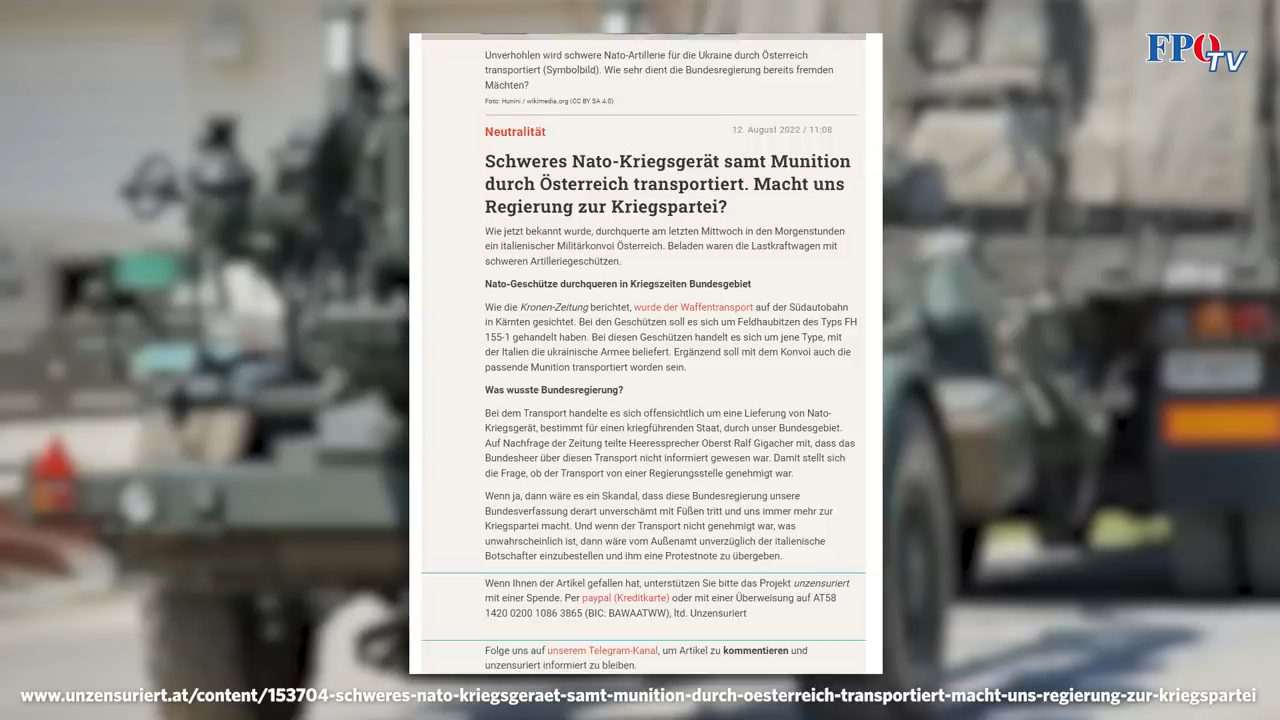 FPÖ
TV
Unverhohlen wird schwere Nato-Artillerie für die Ukraine durch Österreich
transportiert (Symbolbild). Wie sehr dient die Bundesregierung bereits fremden
Mächten?
Foto: Hunini / wikimedia.org (CC BY SA 4.0)
Neutralität
12. August 2022 / 11:08
Schweres Nato-Kriegsgerät samt Munition
durch Österreich transportiert. Macht uns
Regierung zur Kriegspartei?
Wie jetzt bekannt wurde, durchquerte am letzten Mittwoch in den Morgenstunden
ein italienischer Militärkonvoi Österreich. Beladen waren die Lastkraftwagen mit
schweren Artilleriegeschützen.
Nato-Geschütze durchqueren in Kriegszeiten Bundesgebiet
Wie die Kronen-Zeitung berichtet, wurde der Waffentransport auf der Südautobahn
in Kärnten gesichtet. Bei den Geschützen soll es sich um Feldhaubitzen des Typs FH
155-1 gehandelt haben. Bei diesen Geschützen handelt es sich um jene Type, mit
der Italien die ukrainische Armee beliefert. Ergänzend soll mit dem Konvoi auch die
passende Munition transportiert worden sein.
Was wusste Bundesregierung?
Bei dem Transport handelte es sich offensichtlich um eine Lieferung von Nato-
Kriegsgerät, bestimmt für einen kriegführenden Staat, durch unser Bundesgebiet.
Auf Nachfrage der Zeitung teilte Heeressprecher Oberst Ralf Gigacher mit, dass das
Bundesheer über diesen Transport nicht informiert gewesen war. Damit stellt sich
die Frage, ob der Transport von einer Regierungsstelle genehmigt war.
Wenn ja, dann wäre es ein Skandal, dass diese Bundesregierung unsere
Bundesverfassung derart unverschämt mit Füßen tritt und uns immer mehr zur
Kriegspartei macht. Und wenn der Transport nicht genehmigt war, was
unwahrscheinlich ist, dann wäre vom Außenamt unverzüglich der italienische
Botschafter einzubestellen und ihm eine Protestnote zu übergeben.
Wenn Ihnen der Artikel gefallen hat, unterstützen Sie bitte das Projekt unzensuriert
mit einer Spende. Per paypal (Kreditkarte) oder mit einer Überweisung auf AT58
1420 0200 1086 3865 (BIC: BAWAATWW), ltd. Unzensuriert
Folge uns auf unserem Telegram-Kanal, um Artikel zu kommentieren und
unzensuriert informiert zu bleiben.
www.unzensuriert.at/content/153704-schweres-nato-kriegsgeraet-samt-munition-durch-oesterreich-transportiert-macht-uns-regierung-zur-kriegspartei